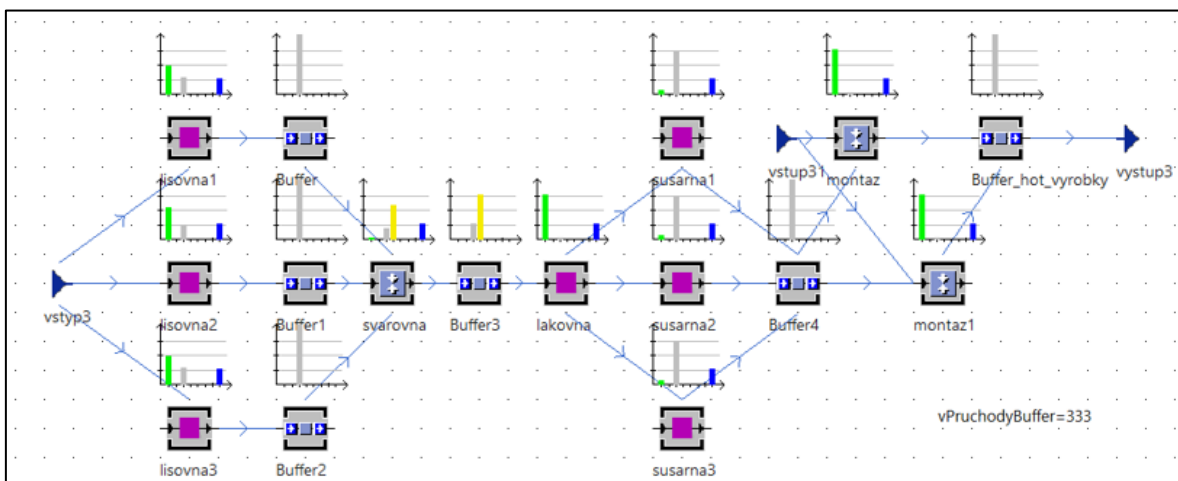 lisovna1
Buffer
susarna1
vstup31
montaz
Buffer_hot_vyrobky
vystup3
vstyp3
lisovna2
Buffer1
svarovna
Buffer3
lakovna
susarna2
Buffer4
montaz1
lisovna3
Buffer2
susarna3
vPruchodyBuffer=333